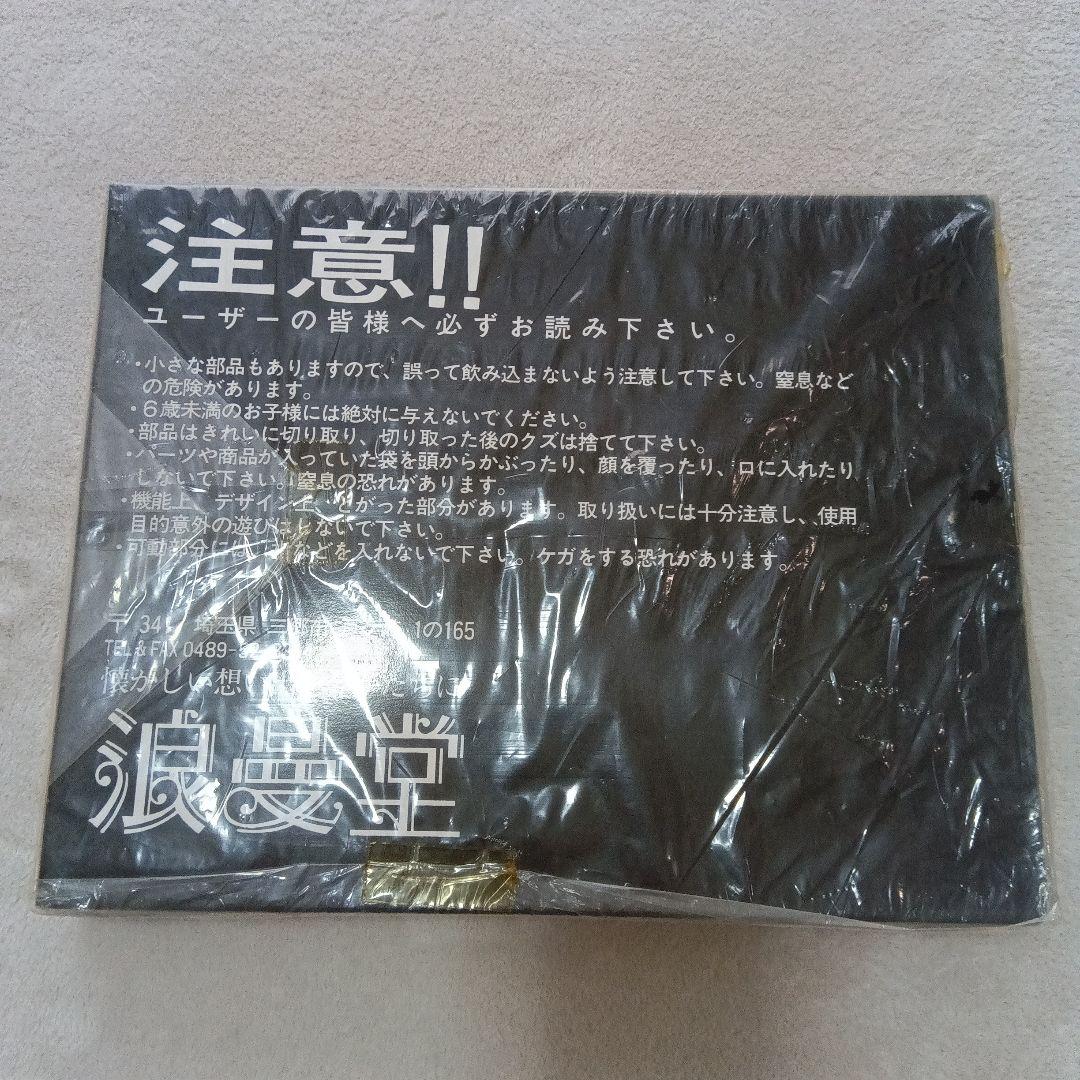 注意!!
ユーザーの皆様へ必ずお読み下さい。
・小さな部品もありますので、誤って飲み込まないよう注意して下さい。窒息など
の危険があります。
・6歳未満のお子様には絶対に与えないでください。
・部品はきれいに切り取り、切り取った後のクズは捨てて下さい。
・パーツや商品が入っていた袋を頭からかぶったり、顔を覆ったり、口に入れたり
しないで下さい。窒息の恐れがあります。
・機能上、デザイン上、とがった部分があります。取り扱いには十分注意し、使用
目的意外の遊びはしないで下さい。
・可動部分には などを入れないで下さい。ケガをする恐れがあります。
〒34 埼玉県 三郷 1の165
TEL&FAX 0489-52
懐かしい想い たちに
浪曼堂